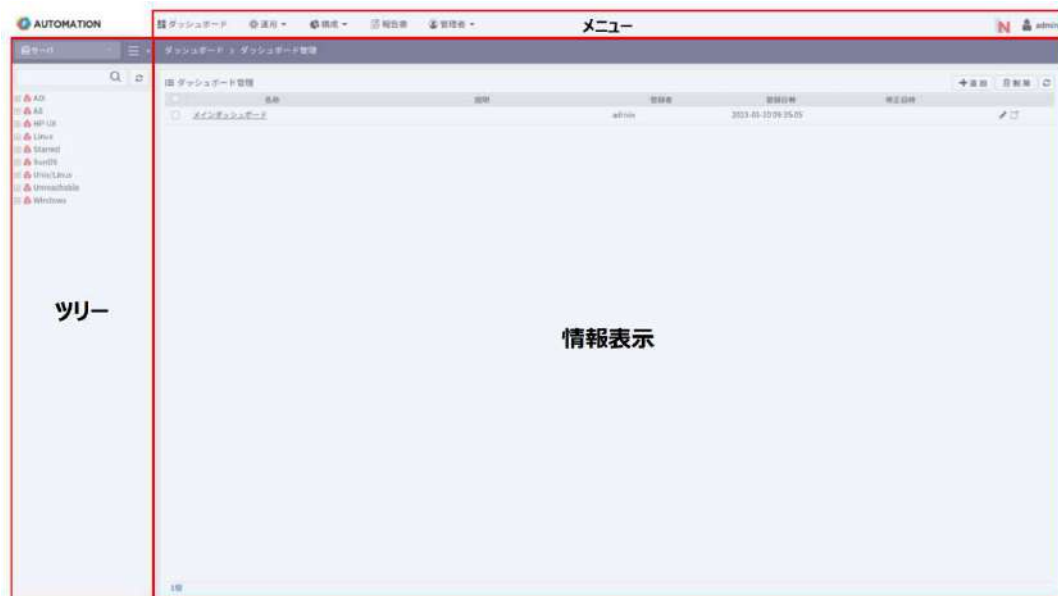 AUTOMATION
ダッシュボード
運用
構成
報告書
管理者
メニュー
N
admin
サーバ
ダッシュボード > ダッシュボード管理
ダッシュボード管理
追加
削除
名称
説明
登録者
登録日時
修正日時
メインダッシュボード
admin
AIX
HP-UX
Linux
Starred
Unix/Linux
Unreachable
Windows
ツリー
情報表示